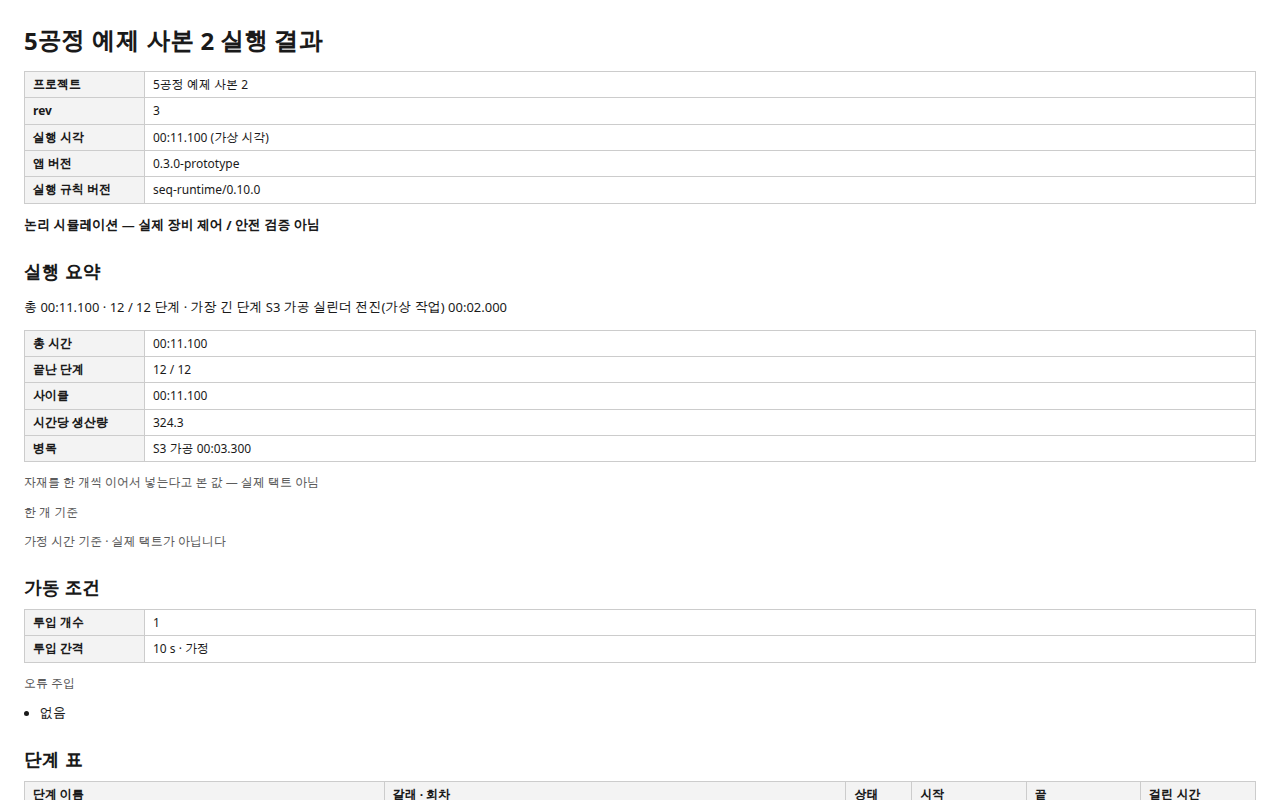 5공정 예제 사본 2 실행 결과
프로젝트 5공정 예제 사본 2
rev 3
실행 시각 00:11.100 (가상 시각)
앱 버전 0.3.0-prototype
실행 규칙 버전 seq-runtime/0.10.0
논리 시뮬레이션 — 실제 장비 제어 / 안전 검증 아님
실행 요약
총 00:11.100 · 12 / 12 단계 · 가장 긴 단계 S3 가공 실린더 전진(가상 작업) 00:02.000
총 시간 00:11.100
끝난 단계 12 / 12
사이클 00:11.100
시간당 생산량 324.3
병목 S3 가공 00:03.300
자재를 한 개씩 이어서 넣는다고 본 값 — 실제 택트 아님
한 개 기준
가정 시간 기준 · 실제 택트가 아닙니다
가동 조건
투입 개수 1
투입 간격 10 s · 가정
오류 주입
• 없음
단계 표
단계 이름 갈래 · 회차 상태 시작 끝 걸린 시간